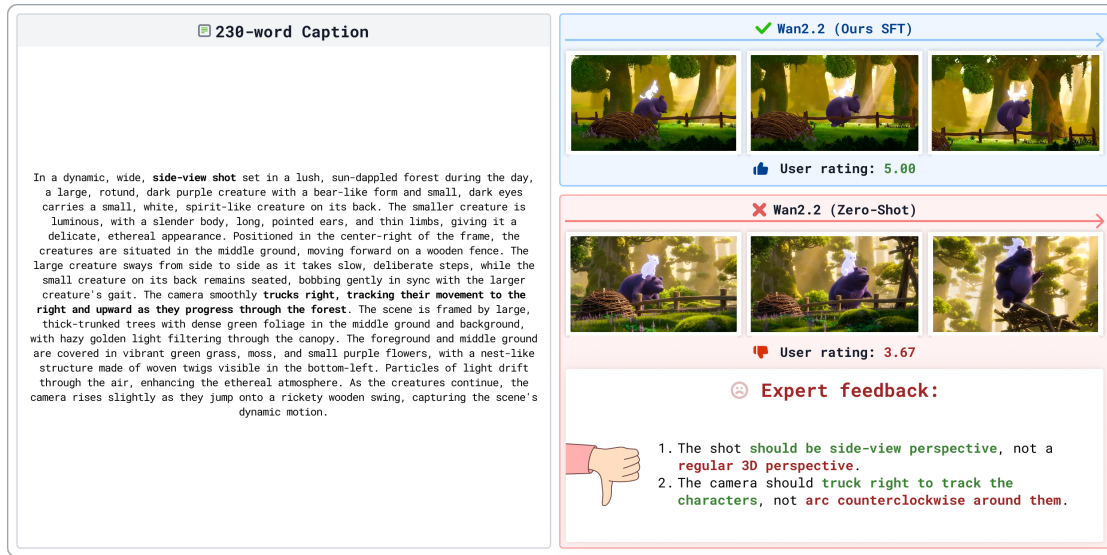 230-word Caption
In a dynamic, wide, side-view shot set in a lush, sun-dappled forest during the day,
a large, rotund, dark purple creature with a bear-like form and small, dark eyes
carries a small, white, spirit-like creature on its back. The smaller creature is
luminous, with a slender body, long, pointed ears, and thin limbs, giving it a
delicate, ethereal appearance. Positioned in the center-right of the frame, the
creatures are situated in the middle ground, moving forward on a wooden fence. The
large creature sways from side to side as it takes slow, deliberate steps, while the
small creature on its back remains seated, bobbing gently in sync with the larger
creature's gait. The camera smoothly trucks right, tracking their movement to the
right and upward as they progress through the forest. The scene is framed by large,
thick-trunked trees with dense green foliage in the middle ground and background,
with hazy golden light filtering through the canopy. The foreground and middle ground
are covered in vibrant green grass, moss, and small purple flowers, with a nest-like
structure made of woven twigs visible in the bottom-left. Particles of light drift
through the air, enhancing the ethereal atmosphere. As the creatures continue, the
camera rises slightly as they jump onto a rickety wooden swing, capturing the scene's
dynamic motion.
Wan2.2 (Ours SFT)
User rating: 5.00
Wan2.2 (Zero-Shot)
User rating: 3.67
Expert feedback:
1. The shot should be side-view perspective, not a
regular 3D perspective.
2. The camera should truck right to track the
characters, not arc counterclockwise around them.